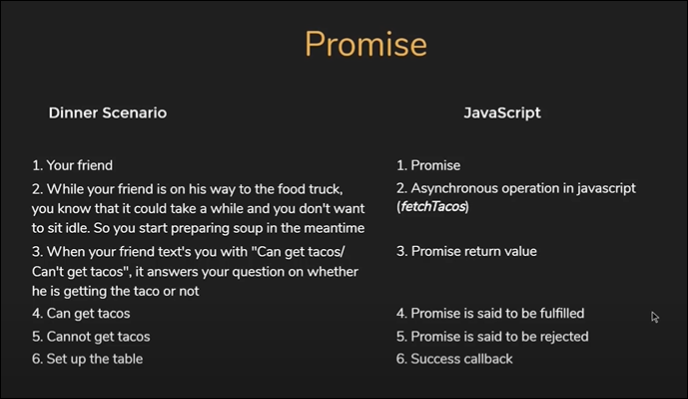 Promise
Dinner Scenario
JavaScript
1. Your friend
1. Promise
2. While your friend is on his way to the food truck,
you know that it could take a while and you don't want
to sit idle. So you start preparing soup in the meantime
2. Asynchronous operation in javascript
(fetchTacos)
3. When your friend text's you with "Can get tacos/
Can't get tacos", it answers your question on whether
he is getting the taco or not
3. Promise return value
4. Can get tacos
4. Promise is said to be fulfilled
5. Cannot get tacos
5. Promise is said to be rejected
6. Set up the table
6. Success callback